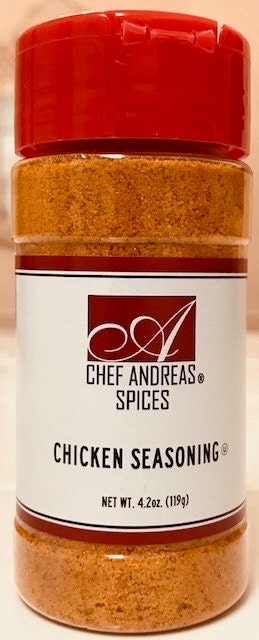 A
CHEF ANDREAS®
SPICES
CHICKEN SEASONING Ⓤ
NET WT. 4.2oz. (119g)